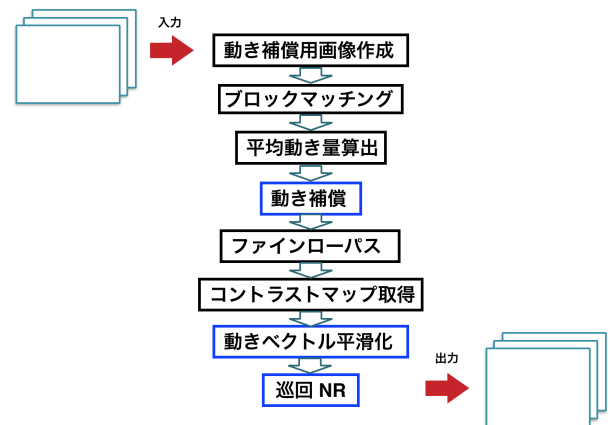 入力
動き補償用画像作成
ブロックマッチング
平均動き量算出
動き補償
ファインローパス
コントラストマップ取得
動きベクトル平滑化
出力
巡回 NR